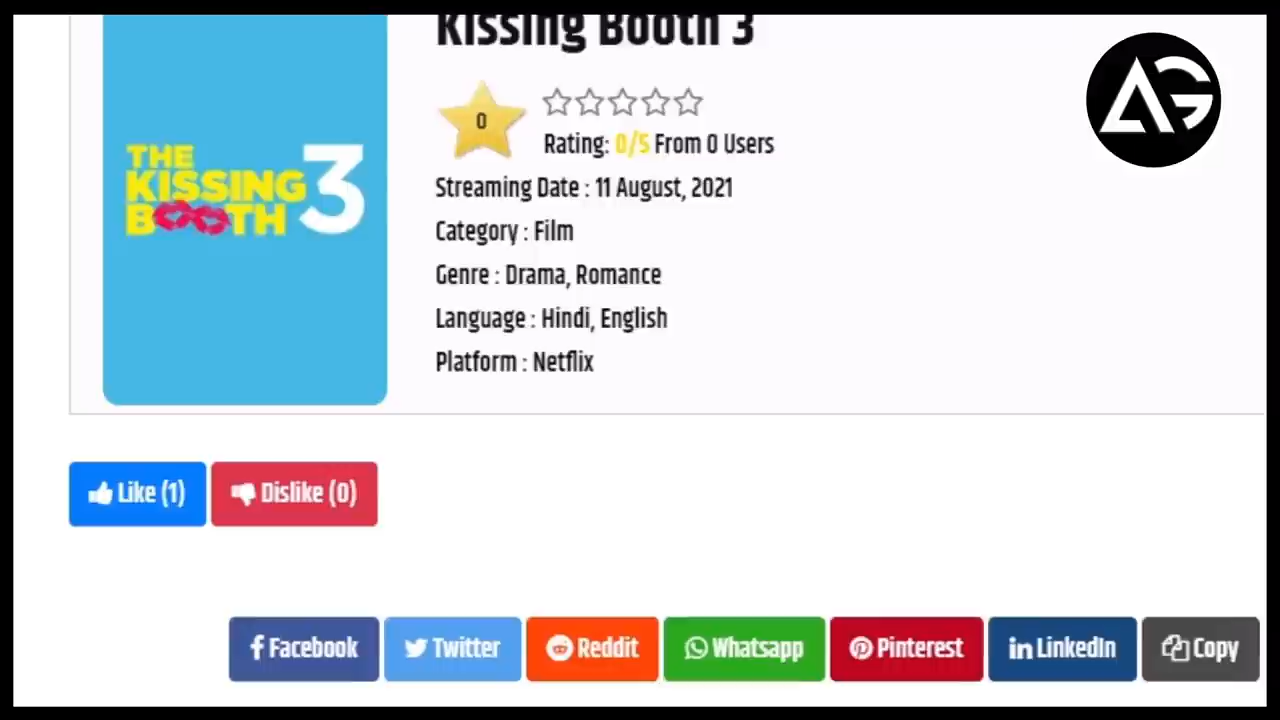 Kissing Booth 3
AG
THE
KISSING
BOOTH 3
0
Rating: 0/5 From 0 Users
Streaming Date : 11 August, 2021
Category : Film
Genre : Drama, Romance
Language : Hindi, English
Platform : Netflix
Like (1) Dislike (0)
Facebook Twitter Reddit Whatsapp Pinterest LinkedIn Copy